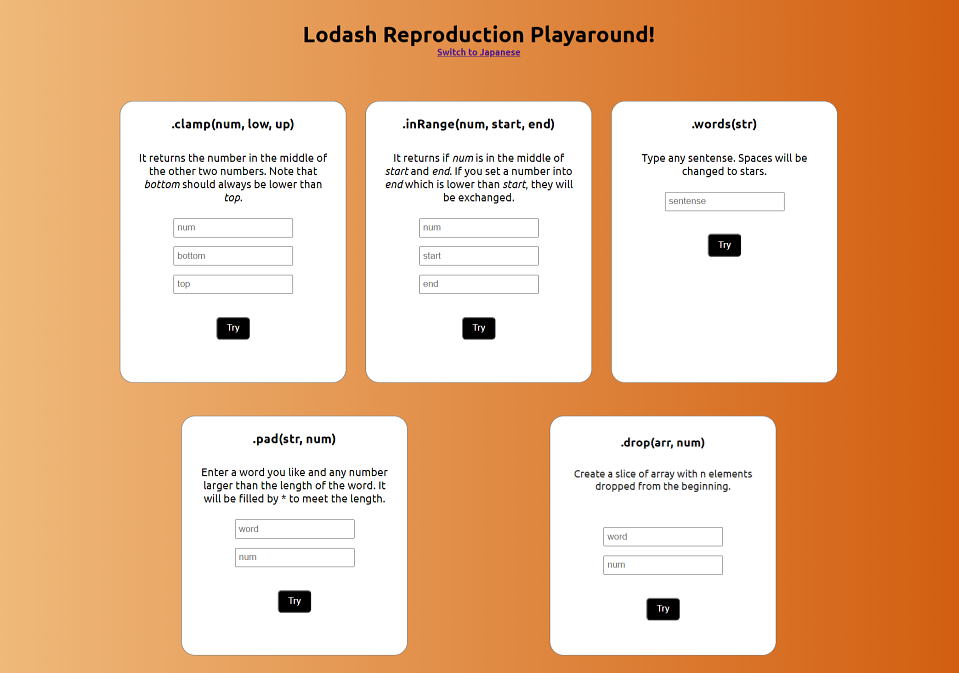 Lodash Reproduction Playaround!
Switch to Japanese
.clamp(num, low, up)
It returns the number in the middle of
the other two numbers. Note that
bottom should always be lower than
top.
num
bottom
top
Try
.inRange(num, start, end)
It returns if num is in the middle of
start and end. If you set a number into
end which is lower than start, they will
be exchanged.
num
start
end
Try
.words(str)
Type any sentense. Spaces will be
changed to stars.
sentense
Try
.pad(str, num)
Enter a word you like and any number
larger than the length of the word. It
will be filled by * to meet the length.
word
num
Try
.drop(arr, num)
Create a slice of array with n elements
dropped from the beginning.
word
num
Try